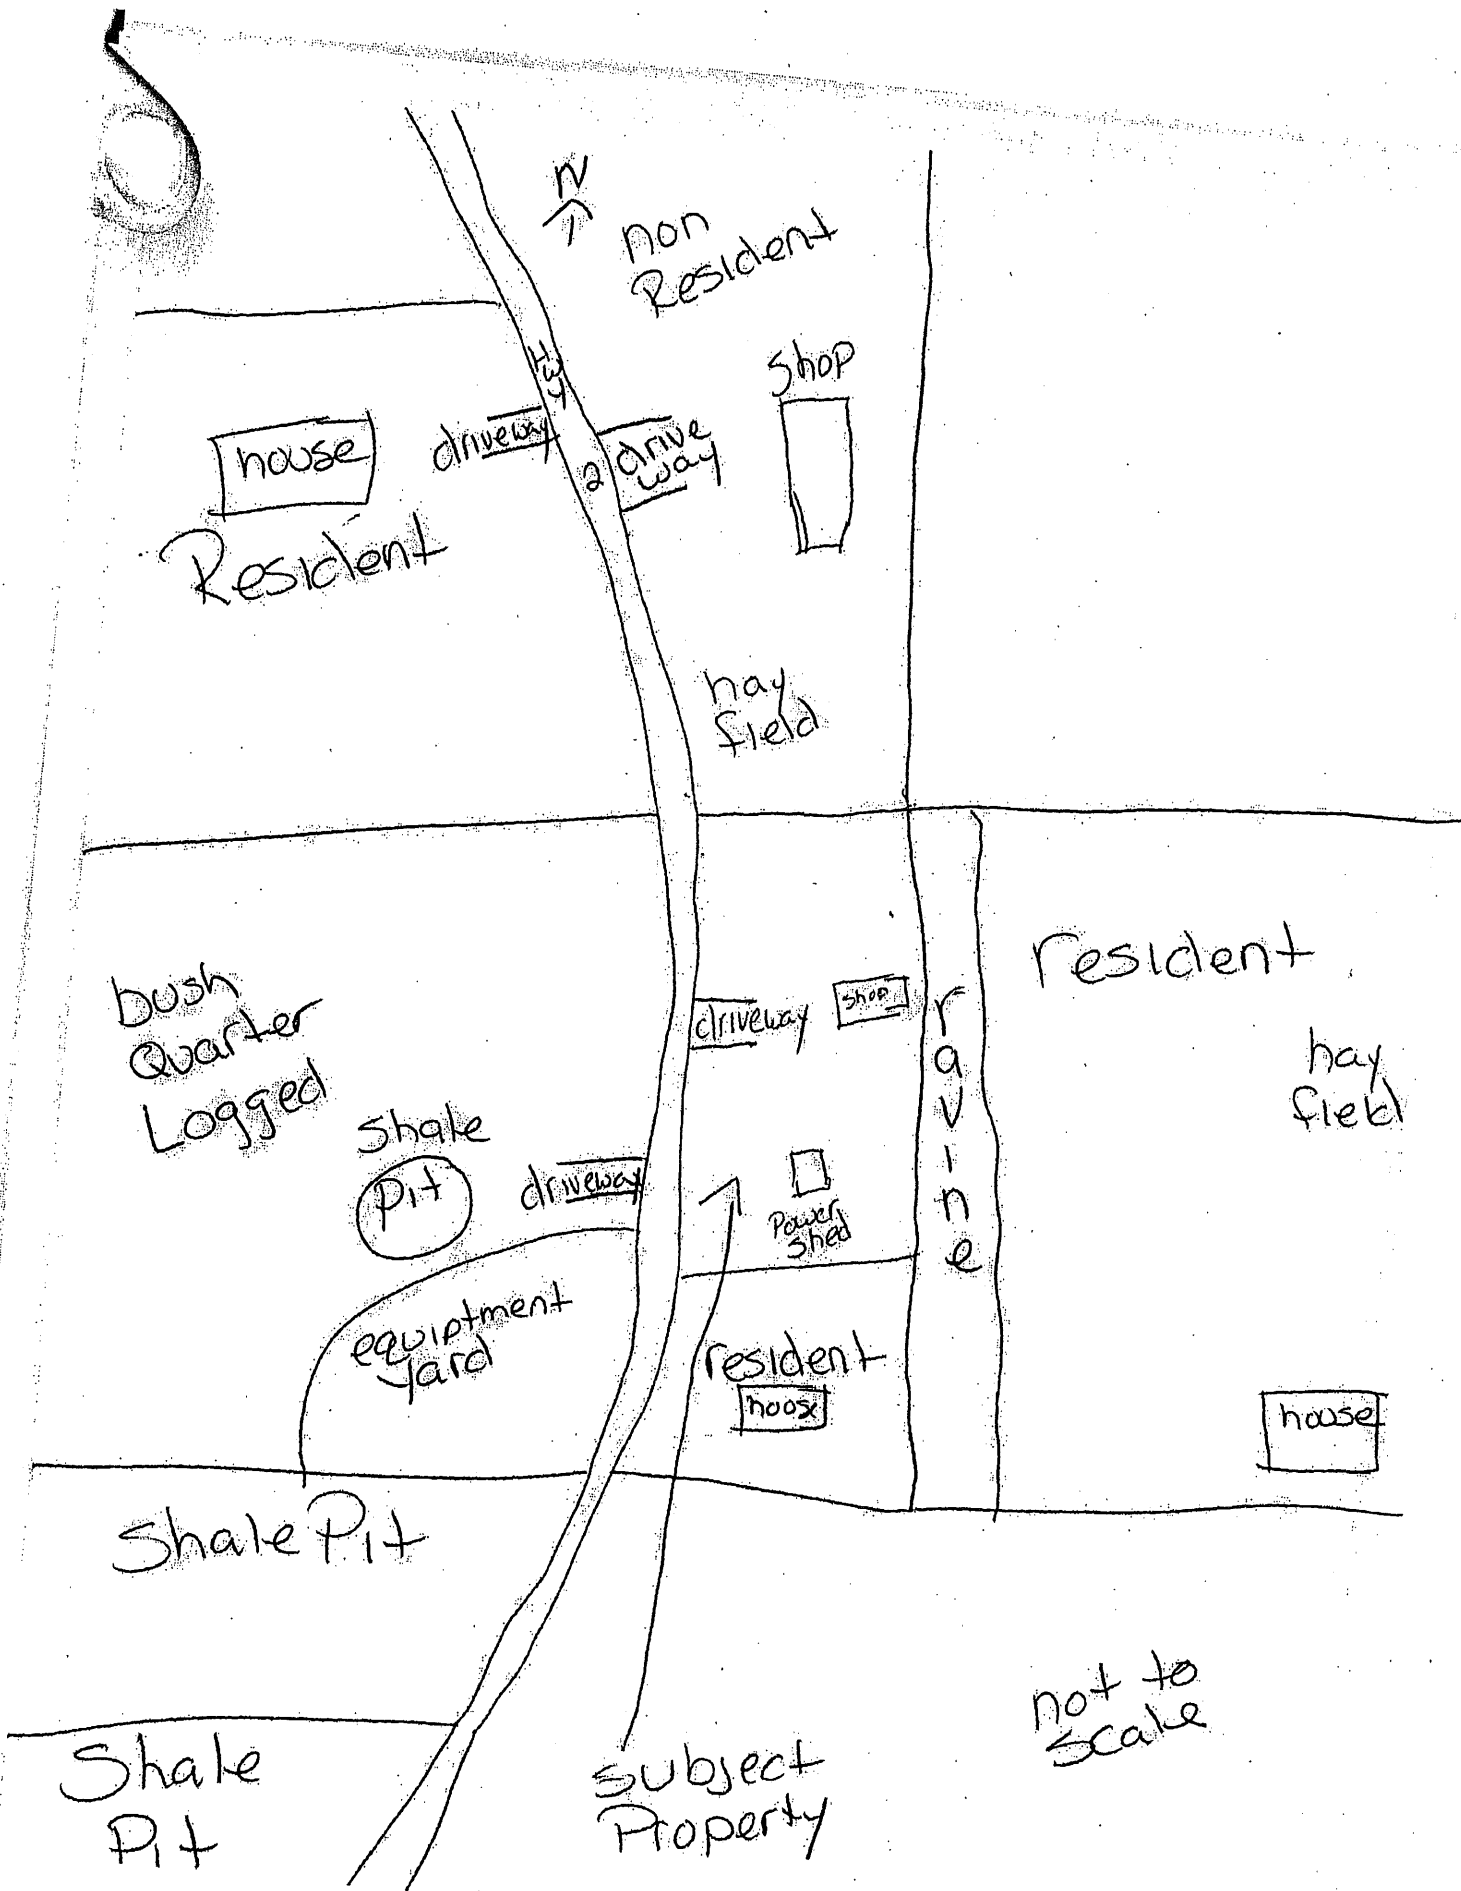 N
non
Resident
Shop
Hwy
2
house
driveway
drive
way
Resident
hay
field
bush
Quarter
Logged
resident
driveway
shop
ravine
hay
field
Shale
Pit
driveway
Power
Shed
equiptment
yard
resident
house
house
Shale Pit
not to
scale
Shale
Pit
subject
Property